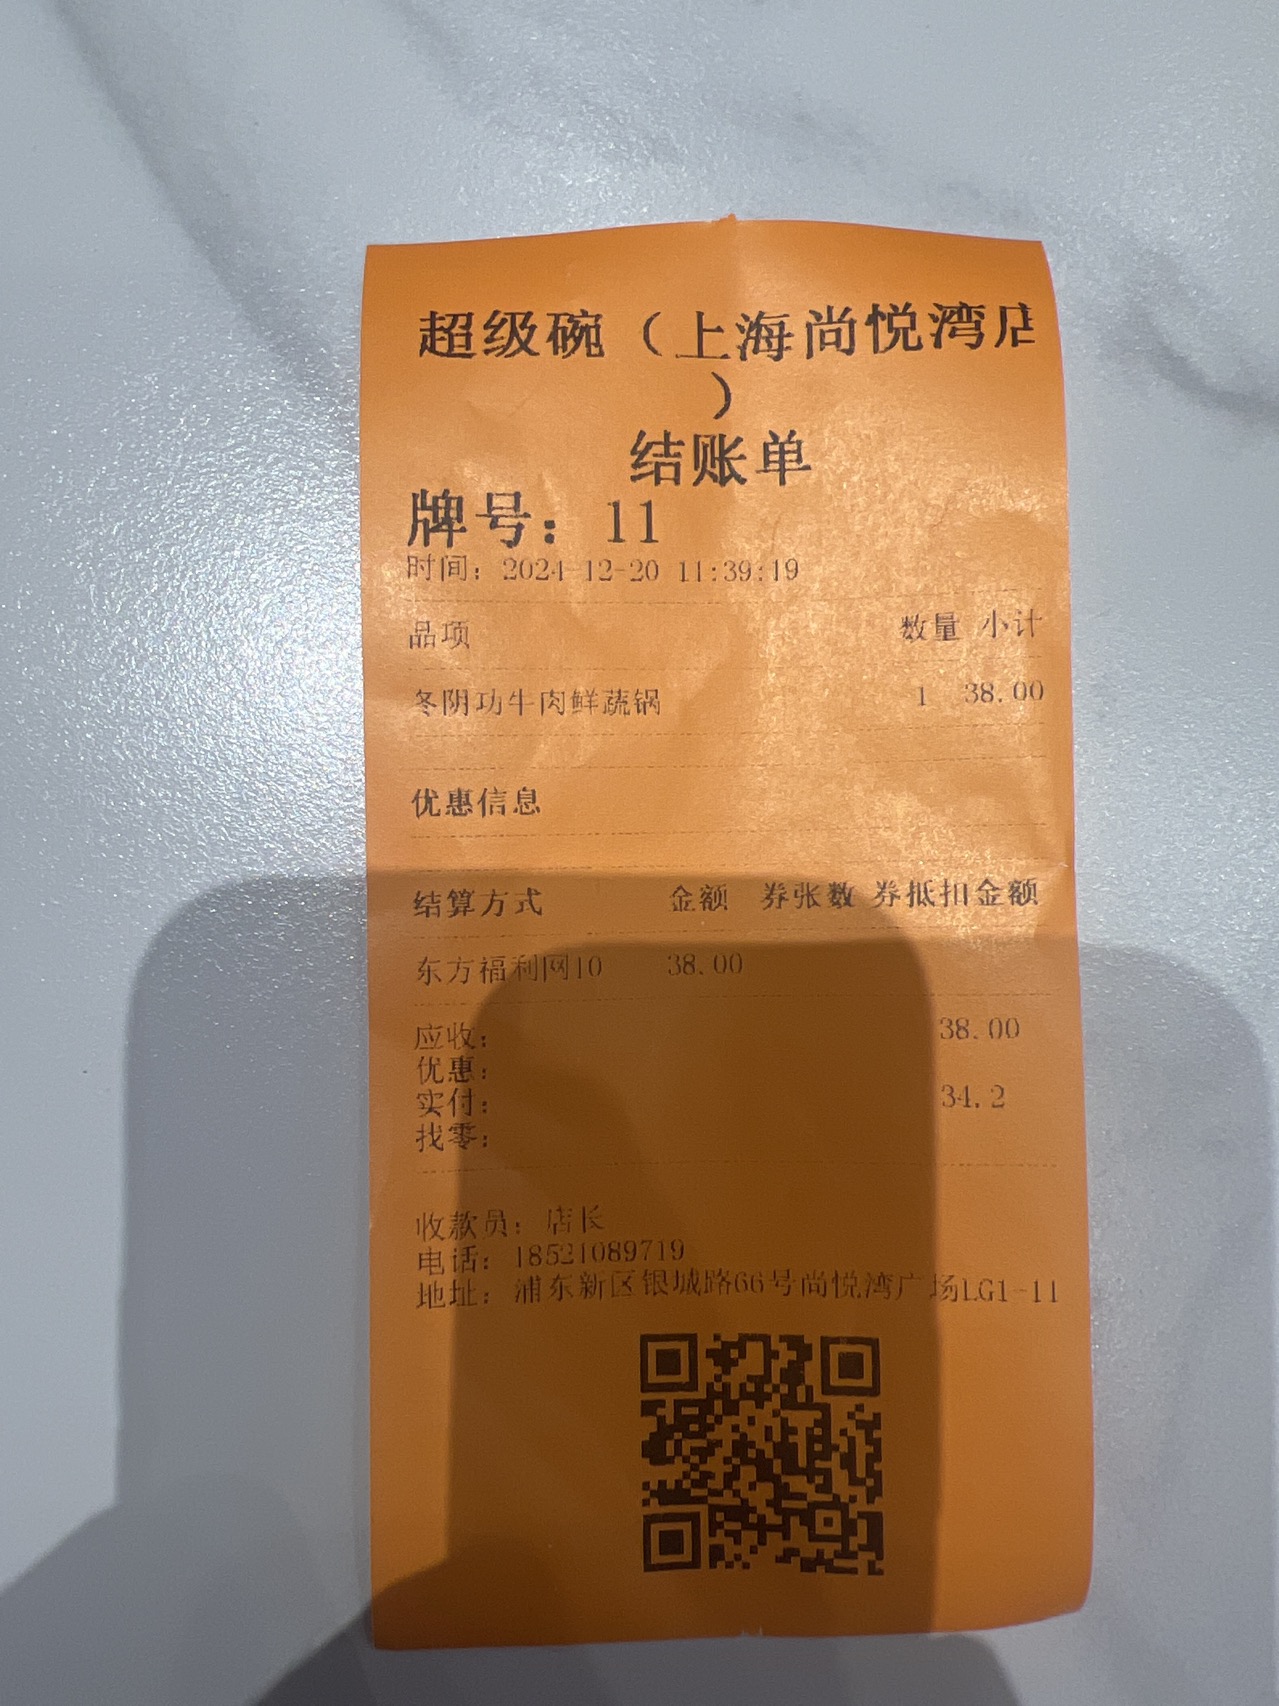 超级碗（上海尚悦湾店
）
结账单
牌号：11
时间：2024-12-20 11:39:19
品项 数量 小计
冬阴功牛肉鲜蔬锅 1 38.00
优惠信息
结算方式 金额 券张数 券抵扣金额
东方福利网10 38.00
应收： 38.00
优惠：
实付： 34.2
找零：
收款员：店长
电话：18521089719
地址：浦东新区银城路66号尚悦湾广场LG1-11